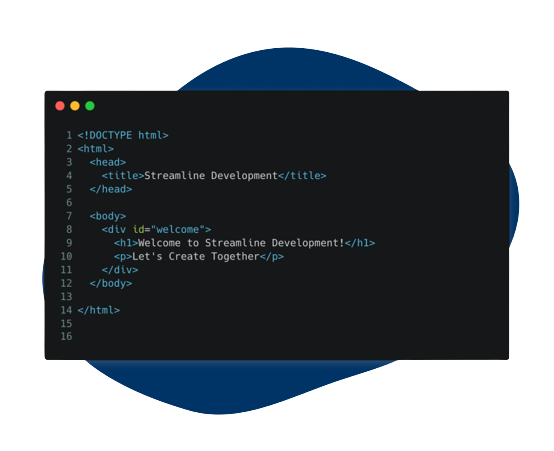 1 <!DOCTYPE html>
2 <html>
3   <head>
4     <title>Streamline Development</title>
5   </head>
6
7   <body>
8     <div id="welcome">
9       <h1>Welcome to Streamline Development!</h1>
10       <p>Let's Create Together</p>
11     </div>
12   </body>
13
14 </html>
15
16